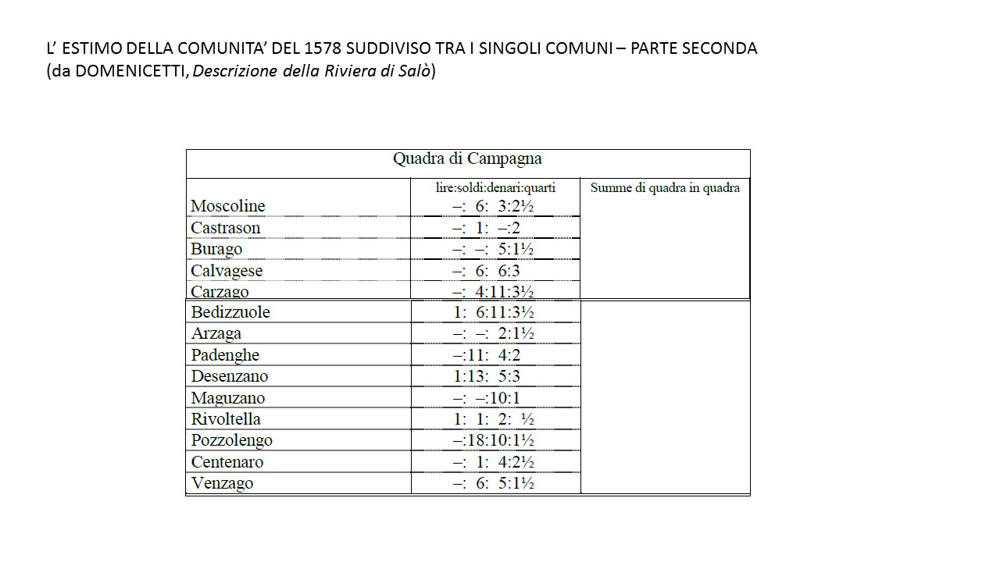 L’ ESTIMO DELLA COMUNITA’ DEL 1578 SUDDIVISO TRA I SINGOLI COMUNI – PARTE SECONDA
(da DOMENICETTI, Descrizione della Riviera di Salò)
Quadra di Campagna
lire:soldi:denari:quarti Summe di quadra in quadra
Moscoline –: 6: 3:2½
Castrason –: 1: –:2
Burago –: –: 5:1½
Calvagese –: 6: 6:3
Carzago –: 4:11:3½
Bedizzuole 1: 6:11:3½
Arzaga –: –: 2:1½
Padenghe –:11: 4:2
Desenzano 1:13: 5:3
Maguzano –: –:10:1
Rivoltella 1: 1: 2: ½
Pozzolengo –:18:10:1½
Centenaro –: 1: 4:2½
Venzago –: 6: 5:1½